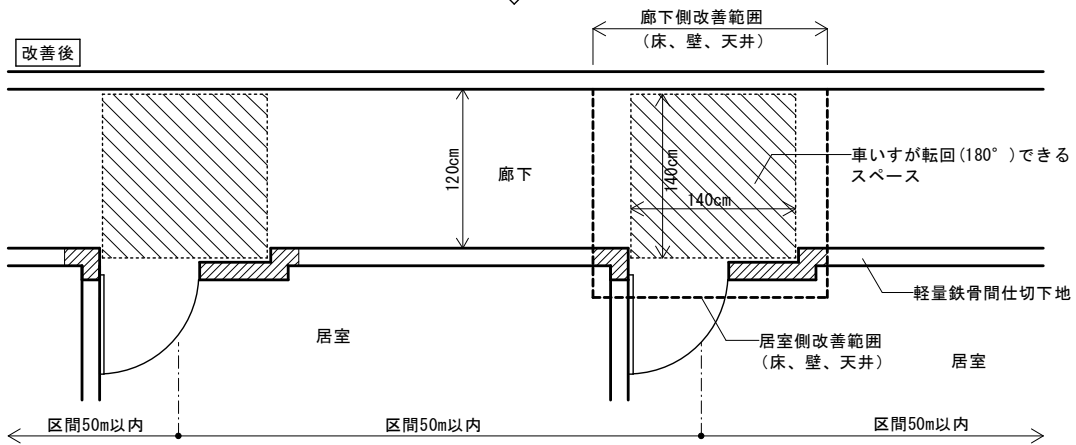 廊下側改善範囲
（床、壁、天井）
改善後
120cm
廊下
140cm
140cm
車いすが転回(180°)できる
スペース
軽量鉄骨間仕切下地
居室
居室側改善範囲
（床、壁、天井）
居室
区間50m以内
区間50m以内
区間50m以内